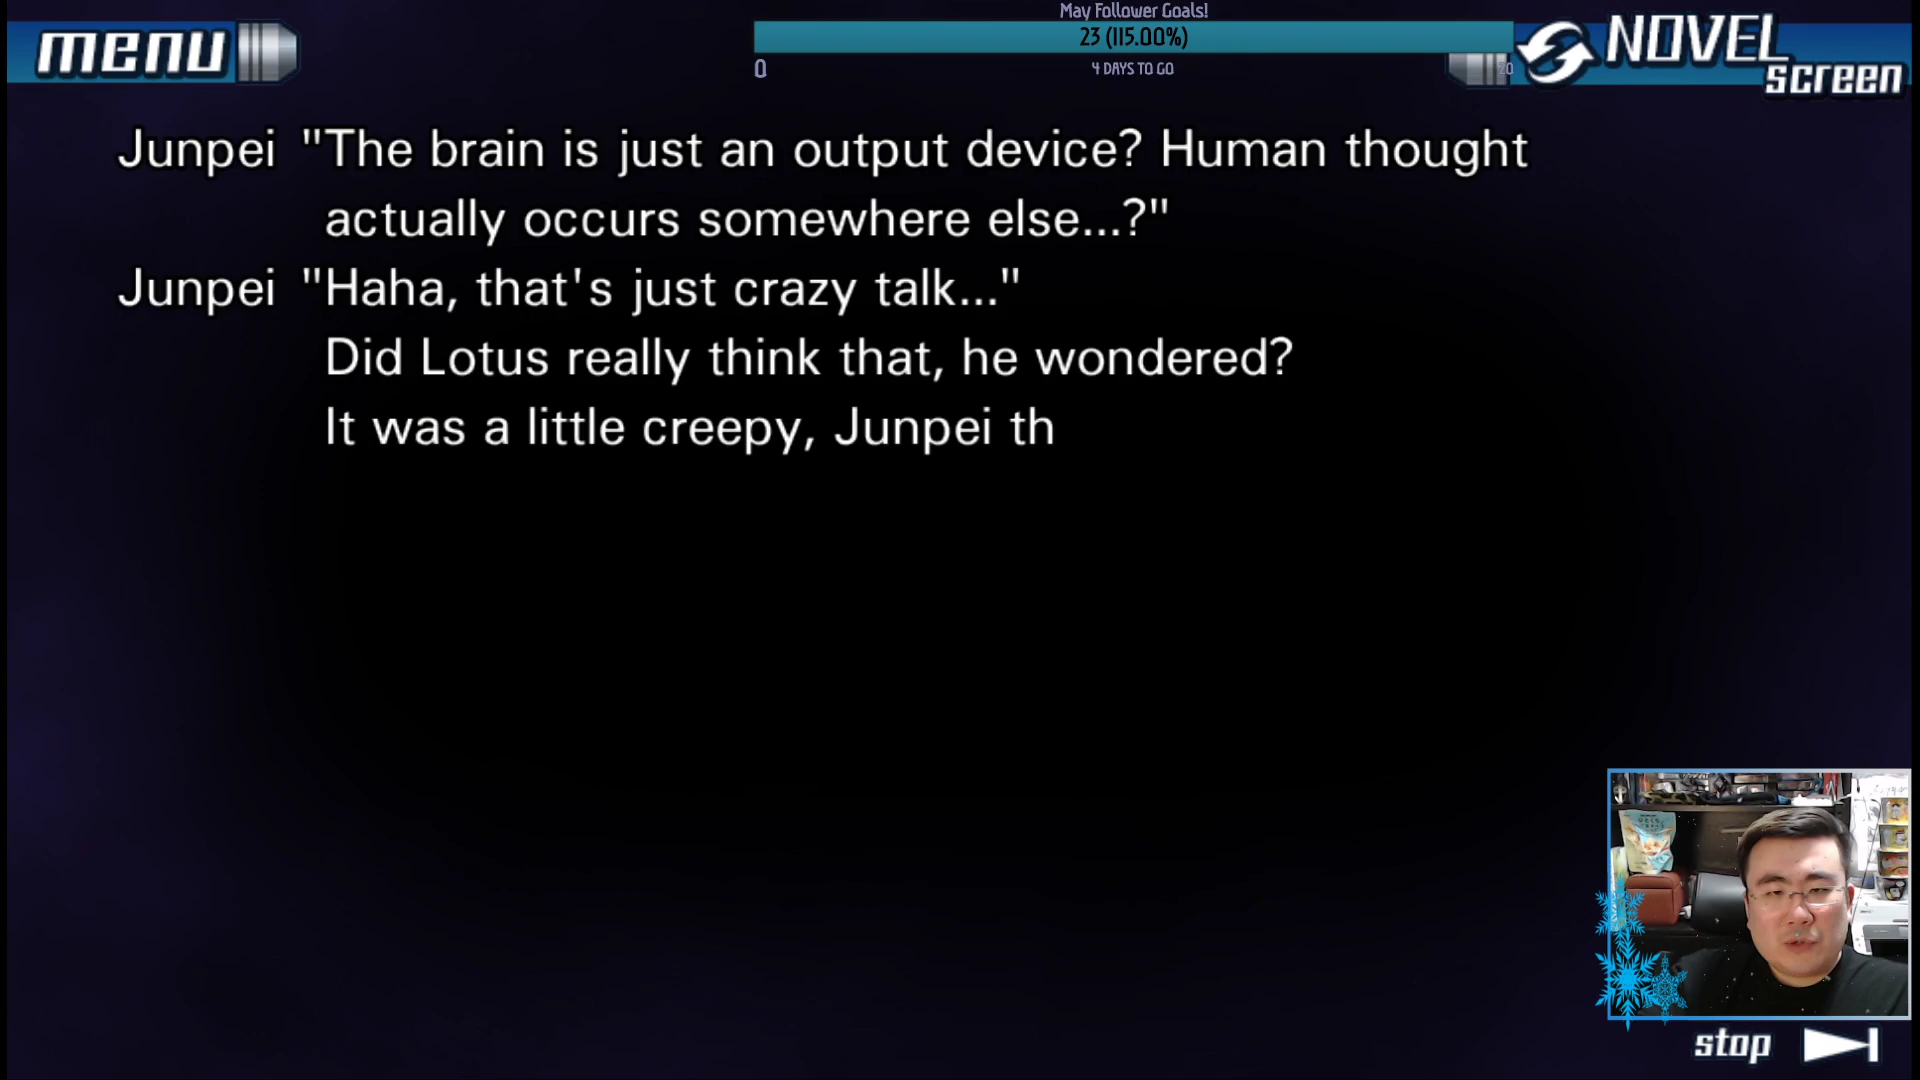 May Follower Goals!
menu
23 (115.00%)
NOVEL
screen
0
4 DAYS TO GO
20
Junpei "The brain is just an output device? Human thought
actually occurs somewhere else...?"
Junpei "Haha, that's just crazy talk..."
Did Lotus really think that, he wondered?
It was a little creepy, Junpei th
stop